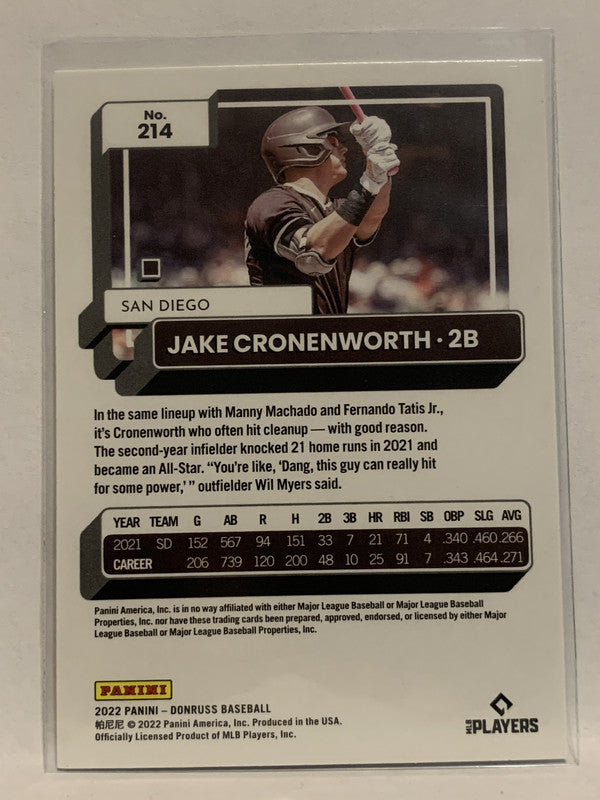 No.
214
SAN DIEGO
JAKE CRONENWORTH · 2B
In the same lineup with Manny Machado and Fernando Tatis Jr.,
it's Cronenworth who often hit cleanup — with good reason.
The second-year infielder knocked 21 home runs in 2021 and
became an All-Star. “You're like, ‘Dang, this guy can really hit
for some power,’ ” outfielder Wil Myers said.
YEAR TEAM G AB R H 2B 3B HR RBI SB OBP SLG AVG
2021 SD 152 567 94 151 33 7 21 71 4 .340 .460 .266
CAREER 206 739 120 200 48 10 25 91 7 .343 .464 .271
Panini America, Inc. is in no way affiliated with either Major League Baseball or Major League Baseball
Properties, Inc. nor have these trading cards been prepared, approved, endorsed, or licensed by either Major
League Baseball or Major League Baseball Properties, Inc.
PANINI
2022 PANINI – DONRUSS BASEBALL
帕尼尼 © 2022 Panini America, Inc. Produced in the USA.
Officially Licensed Product of MLB Players, Inc.
MLB PLAYERS